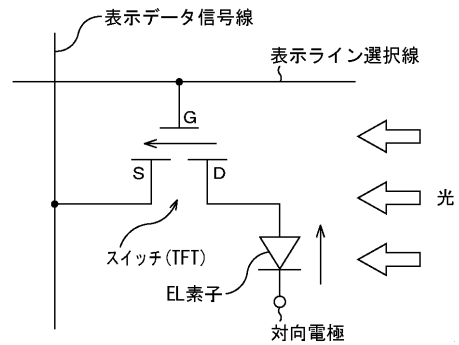 表示データ信号線
表示ライン選択線
G
S
D
光
スイッチ(TFT)
EL素子
対向電極